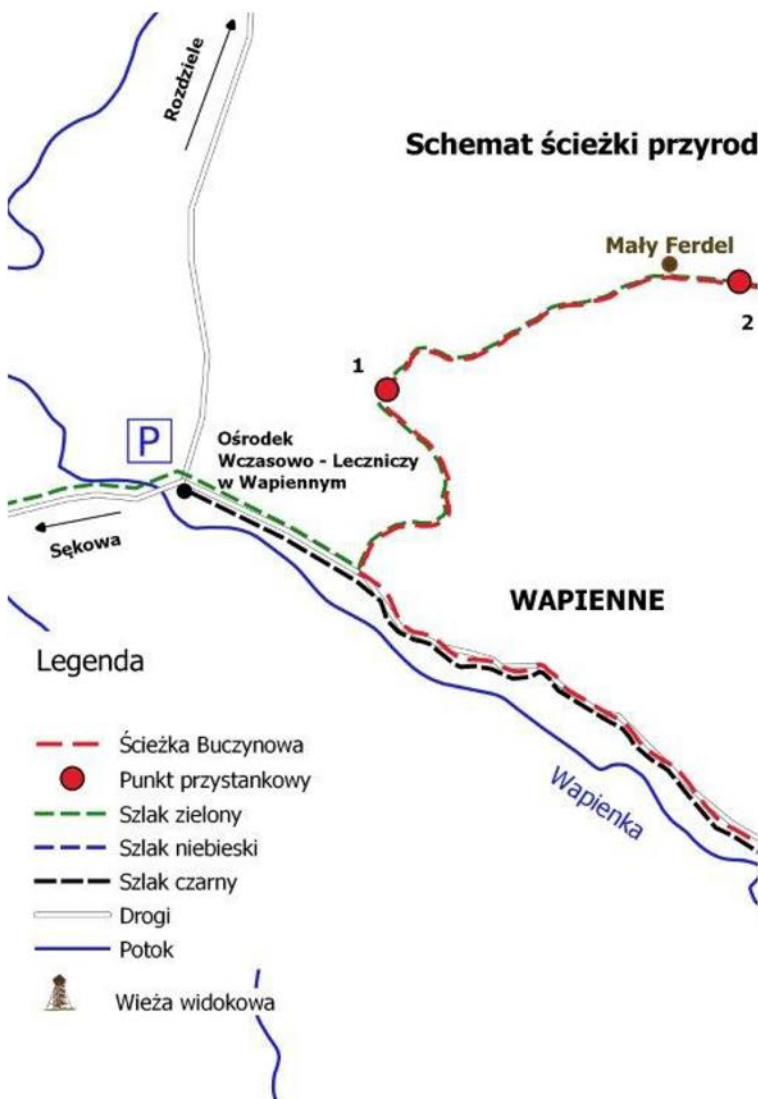 Rozdziele
Schemat ścieżki przyrod
Mały Ferdel
2
1
P
Ośrodek
Wczasowo - Leczniczy
w Wapiennym
Sękowa
WAPIENNE
Wapienka
Legenda
Ścieżka Buczynowa
Punkt przystankowy
Szlak zielony
Szlak niebieski
Szlak czarny
Drogi
Potok
Wieża widokowa